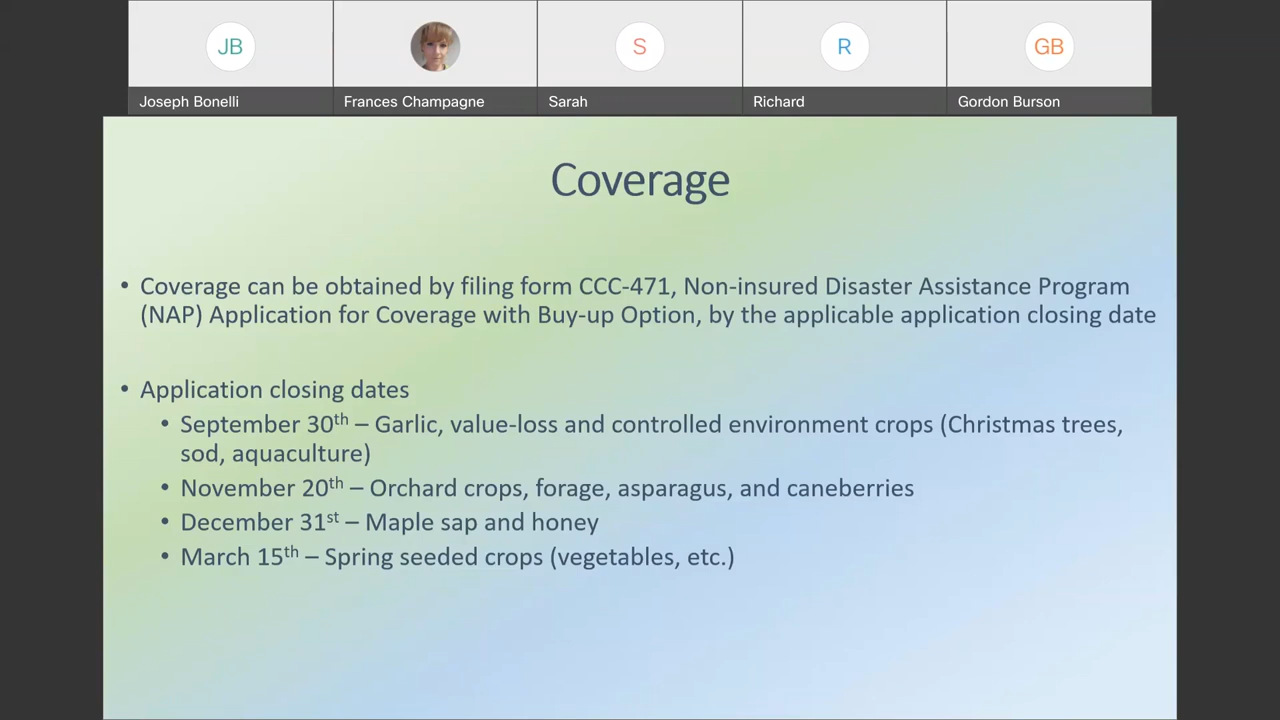 JB
S
R
GB
Joseph Bonelli
Frances Champagne
Sarah
Richard
Gordon Burson
Coverage
• Coverage can be obtained by filing form CCC-471, Non-insured Disaster Assistance Program
(NAP) Application for Coverage with Buy-up Option, by the applicable application closing date
• Application closing dates
• September 30th – Garlic, value-loss and controlled environment crops (Christmas trees,
sod, aquaculture)
• November 20th – Orchard crops, forage, asparagus, and caneberries
• December 31st – Maple sap and honey
• March 15th – Spring seeded crops (vegetables, etc.)